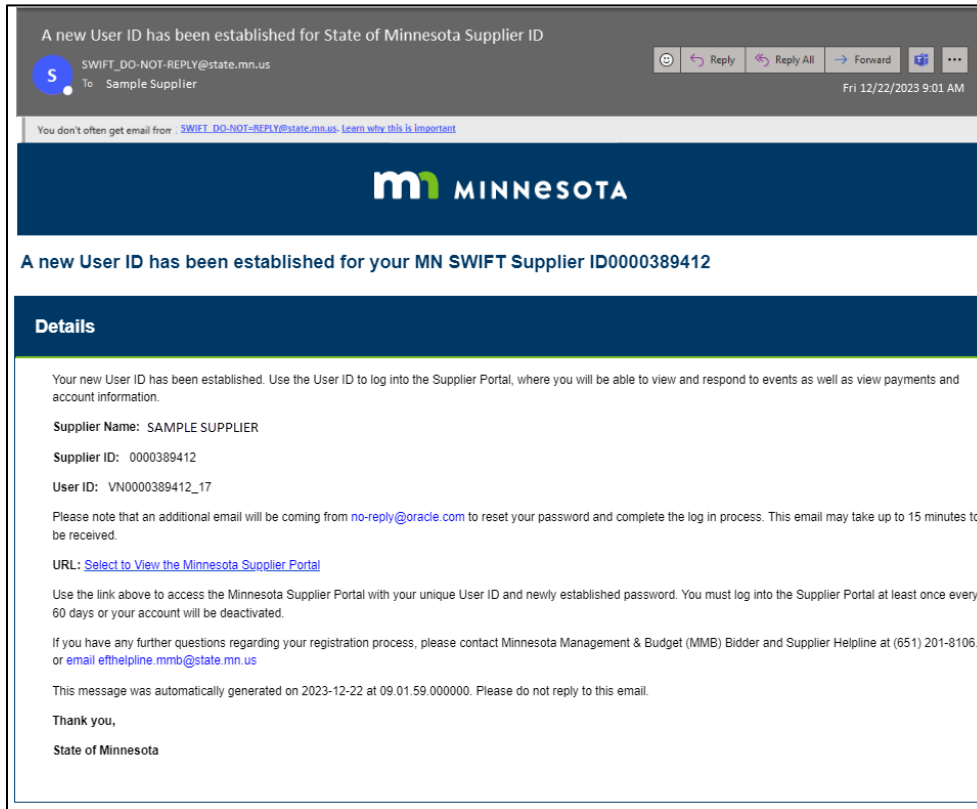 A new User ID has been established for State of Minnesota Supplier ID
S
SWIFT_DO-NOT-REPLY@state.mn.us
To Sample Supplier
Reply
Reply All
Forward
Fri 12/22/2023 9:01 AM
You don't often get email from : SWIFT_DO-NOT=REPLY@state.mn.us. Learn why this is important
mn MINNESOTA
A new User ID has been established for your MN SWIFT Supplier ID0000389412
Details
Your new User ID has been established. Use the User ID to log into the Supplier Portal, where you will be able to view and respond to events as well as view payments and
account information.
Supplier Name: SAMPLE SUPPLIER
Supplier ID: 0000389412
User ID: VN0000389412_17
Please note that an additional email will be coming from no-reply@oracle.com to reset your password and complete the log in process. This email may take up to 15 minutes to
be received.
URL: Select to View the Minnesota Supplier Portal
Use the link above to access the Minnesota Supplier Portal with your unique User ID and newly established password. You must log into the Supplier Portal at least once every
60 days or your account will be deactivated.
If you have any further questions regarding your registration process, please contact Minnesota Management & Budget (MMB) Bidder and Supplier Helpline at (651) 201-8106.
or email efthelpline.mmb@state.mn.us
This message was automatically generated on 2023-12-22 at 09.01.59.000000. Please do not reply to this email.
Thank you,
State of Minnesota